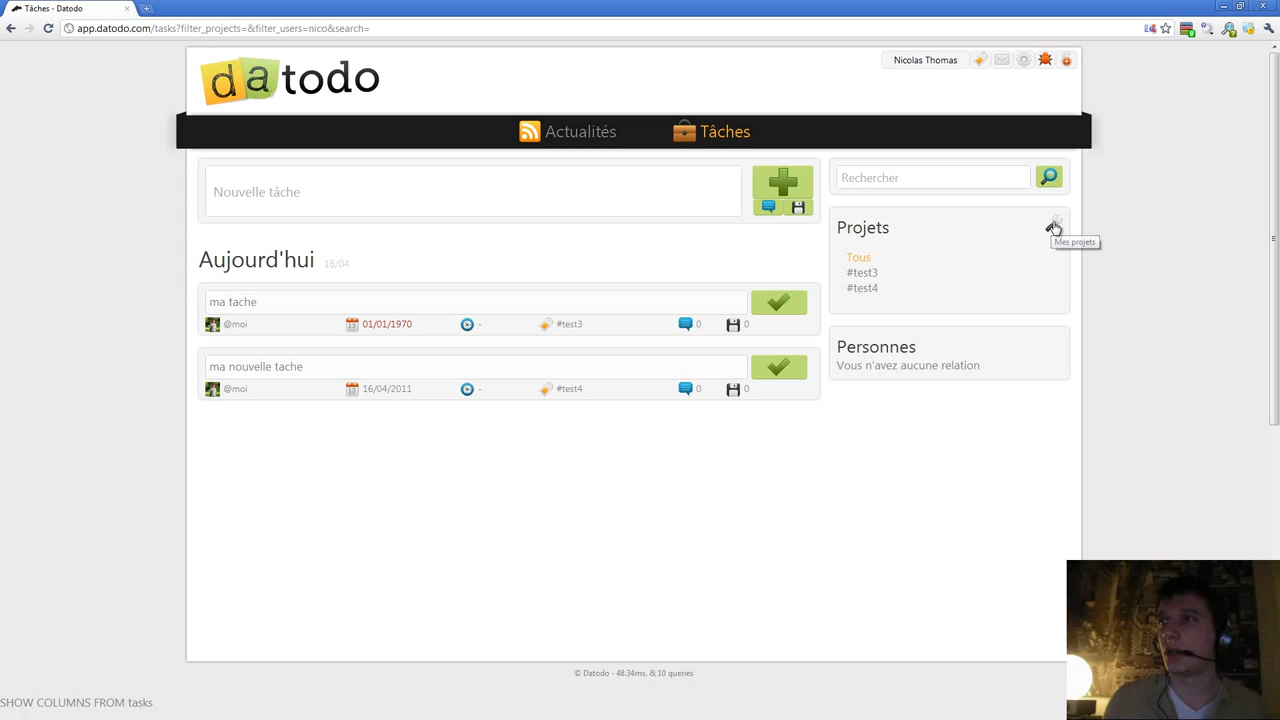 Tâches - Datodo
app.datodo.com/tasks?filter_projects=&filter_users=nico&search=
datodo
Nicolas Thomas
Actualités
Tâches
Nouvelle tâche
Rechercher
Projets
Mes projets
Tous
#test3
#test4
Aujourd'hui 16/04
ma tache
@moi 13 01/01/1970 - #test3 0 0
ma nouvelle tache
@moi 13 16/04/2011 - #test4 0 0
Personnes
Vous n'avez aucune relation
© Datodo - 48.34ms. & 10 queries
SHOW COLUMNS FROM tasks